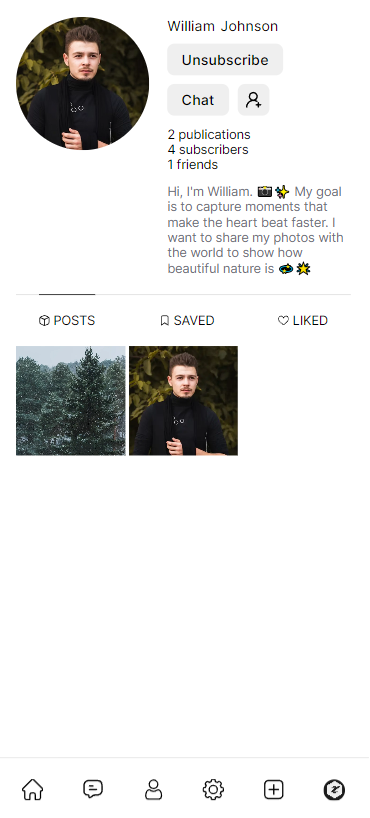 William Johnson
Unsubscribe
Chat
2 publications
4 subscribers
1 friends
Hi, I'm William. 📷✨ My goal
is to capture moments that
make the heart beat faster. I
want to share my photos with
the world to show how
beautiful nature is 🐟🌟
POSTS
SAVED
LIKED